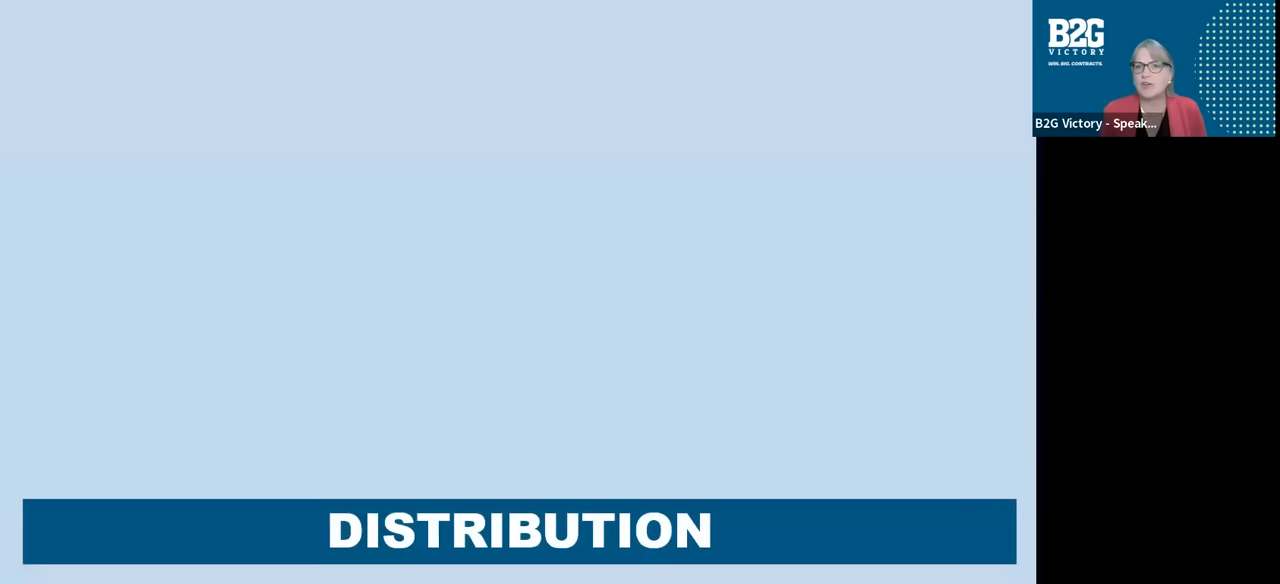 B2G
VICTORY
WIN. BIG. CONTRACTS.
B2G Victory - Speak...
DISTRIBUTION